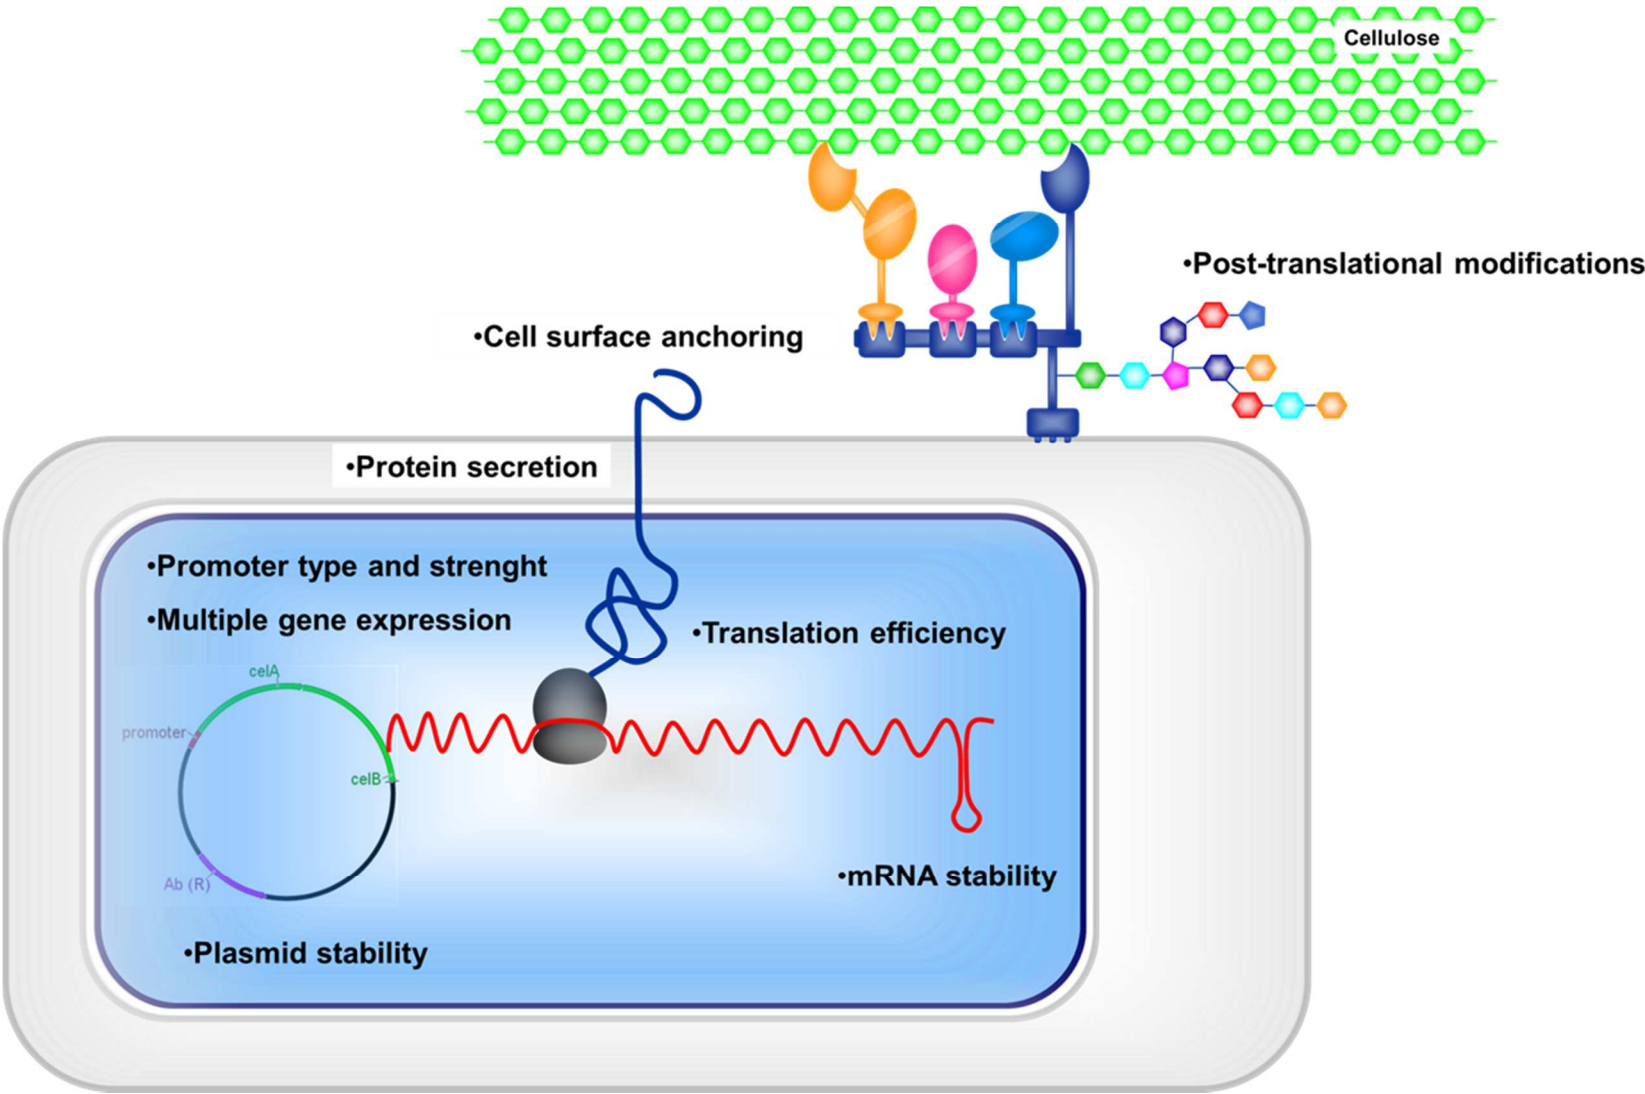 Cellulose
•Post-translational modifications
•Cell surface anchoring
•Protein secretion
•Promoter type and strenght
•Multiple gene expression
•Translation efficiency
celA
promoter
celB
Ab (R)
•mRNA stability
•Plasmid stability